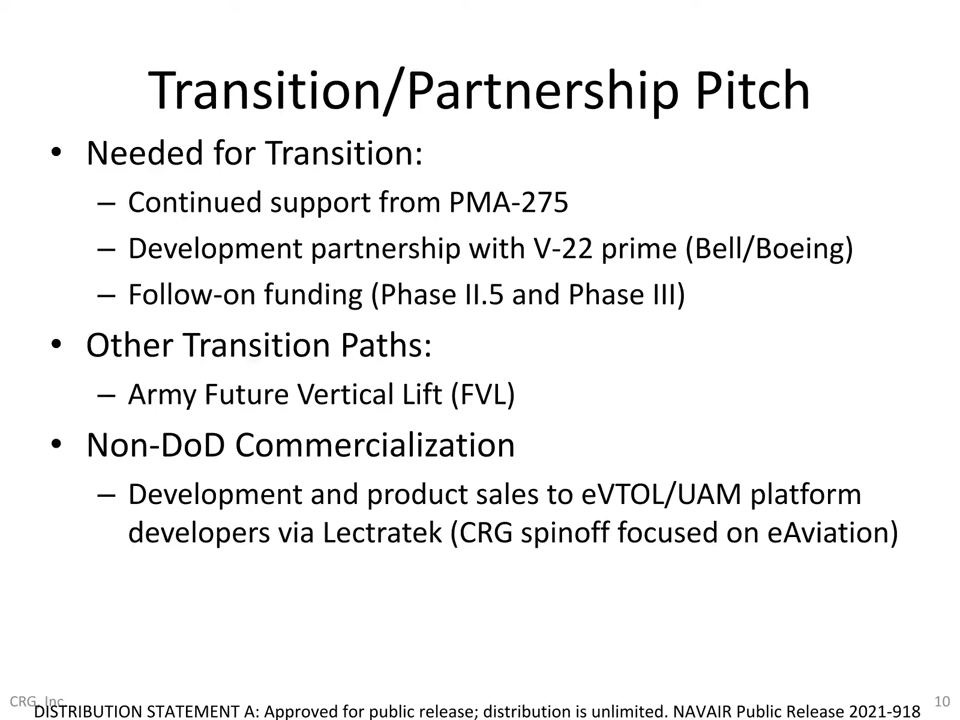 Transition/Partnership Pitch
• Needed for Transition:
– Continued support from PMA-275
– Development partnership with V-22 prime (Bell/Boeing)
– Follow-on funding (Phase II.5 and Phase III)
• Other Transition Paths:
– Army Future Vertical Lift (FVL)
• Non-DoD Commercialization
– Development and product sales to eVTOL/UAM platform
developers via Lectratek (CRG spinoff focused on eAviation)
CRG, Inc.
10
DISTRIBUTION STATEMENT A: Approved for public release; distribution is unlimited. NAVAIR Public Release 2021-918